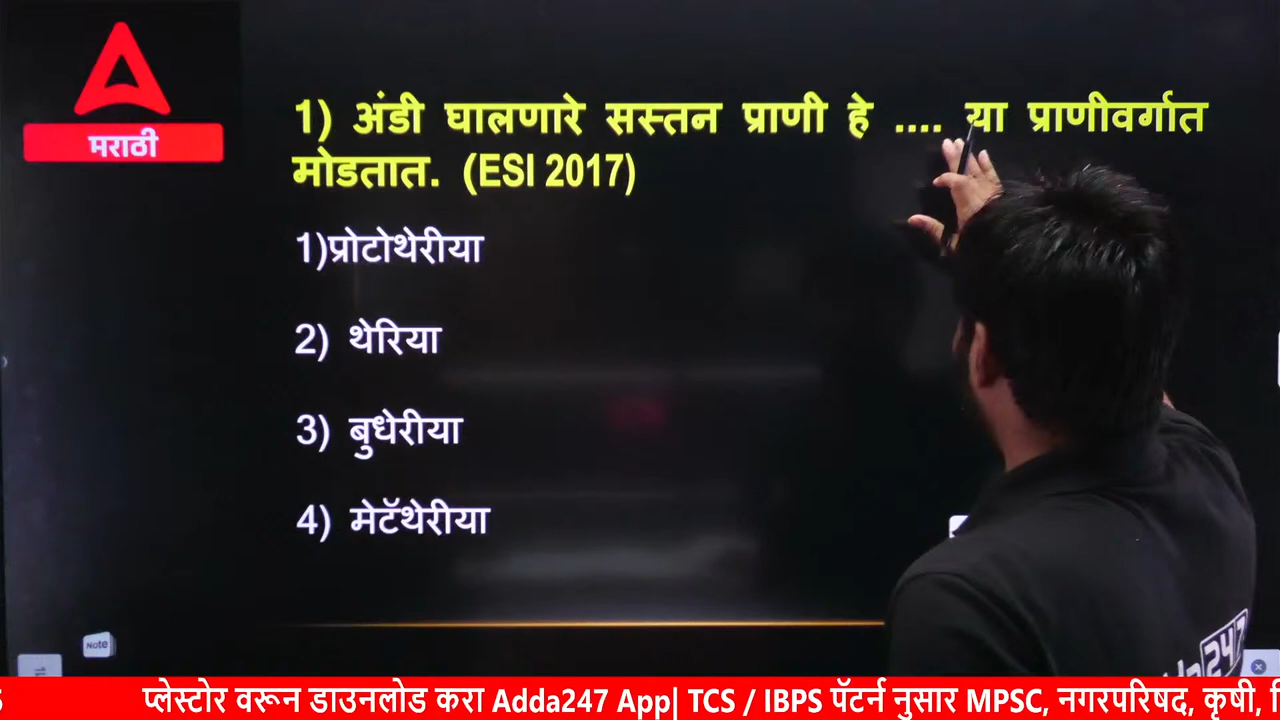 मराठी
1) अंडी घालणारे सस्तन प्राणी हे .... या प्राणीवर्गात
मोडतात. (ESI 2017)
1)प्रोटोथेरीया
2) थेरिया
3) बुधेरीया
4) मेटॅथेरीया
Note
247
प्लेस्टोर वरून डाउनलोड करा Adda247 App| TCS / IBPS पॅटर्न नुसार MPSC, नगरपरिषद, कृषी,